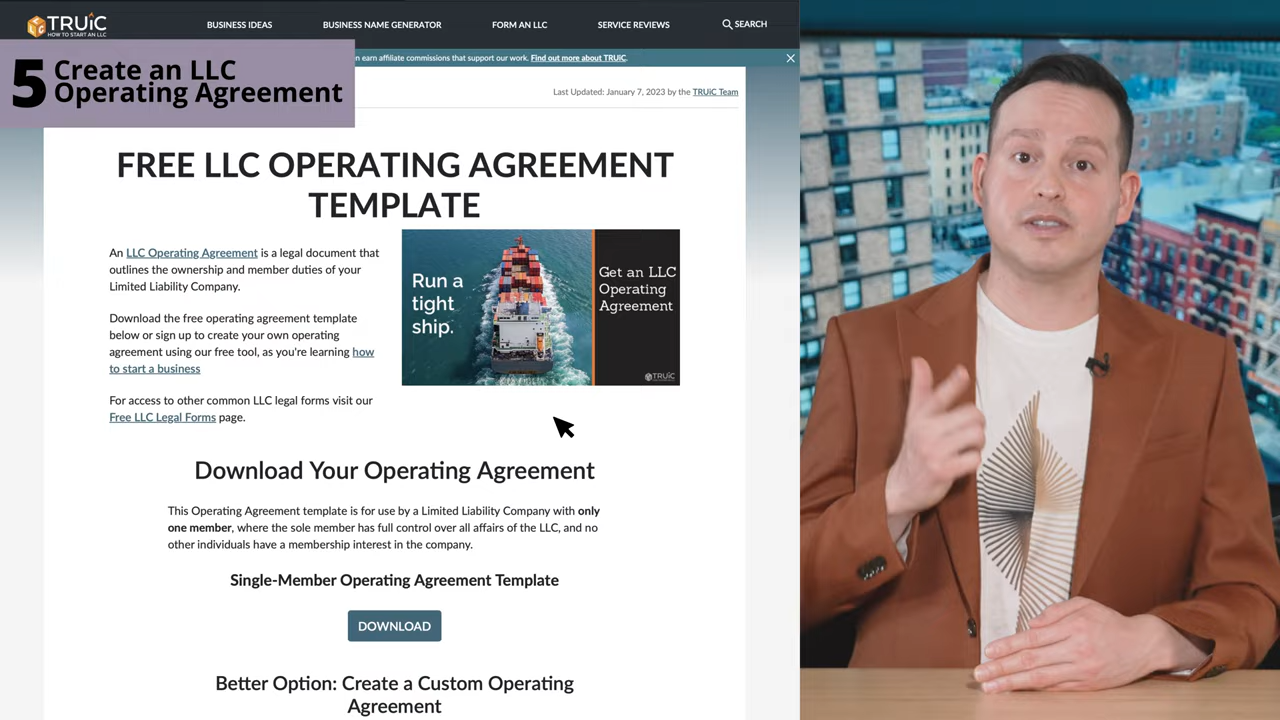 TRUiC
HOW TO START AN LLC
BUSINESS IDEAS
BUSINESS NAME GENERATOR
FORM AN LLC
SERVICE REVIEWS
SEARCH
5 Create an LLC
Operating Agreement
earn affiliate commissions that support our work. Find out more about TRUiC.
Last Updated: January 7, 2023 by the TRUiC Team
FREE LLC OPERATING AGREEMENT
TEMPLATE
An LLC Operating Agreement is a legal document that
outlines the ownership and member duties of your
Limited Liability Company.
Download the free operating agreement template
below or sign up to create your own operating
agreement using our free tool, as you're learning how
to start a business
For access to other common LLC legal forms visit our
Free LLC Legal Forms page.
Run a
tight
ship.
Get an LLC
Operating
Agreement
TRUiC
Download Your Operating Agreement
This Operating Agreement template is for use by a Limited Liability Company with only
one member, where the sole member has full control over all affairs of the LLC, and no
other individuals have a membership interest in the company.
Single-Member Operating Agreement Template
DOWNLOAD
Better Option: Create a Custom Operating
Agreement